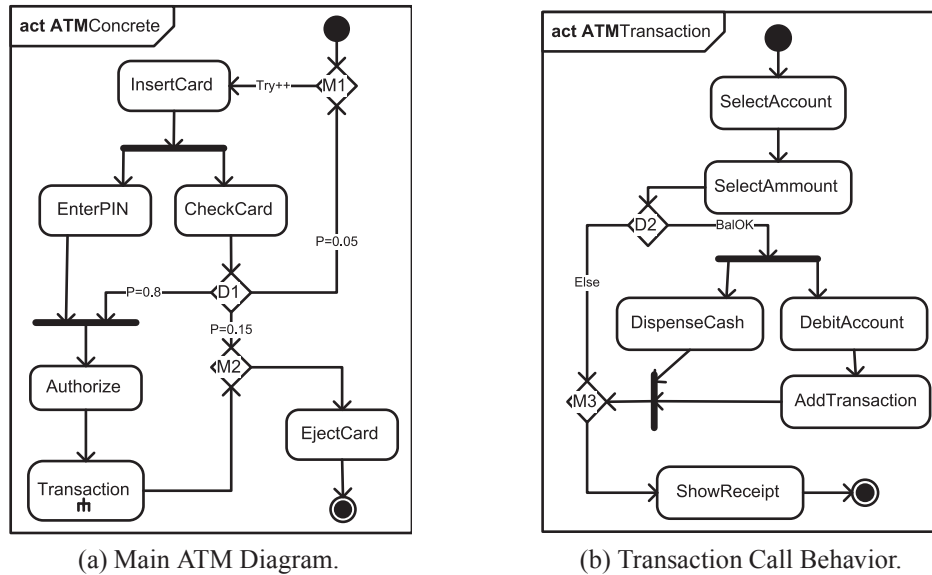 act ATMConcrete
InsertCard
Try++
M1
EnterPIN
CheckCard
P=0.05
P=0.8
D1
P=0.15
M2
Authorize
EjectCard
Transaction
(a) Main ATM Diagram.
act ATMTransaction
SelectAccount
SelectAmmount
D2
BalOK
Else
DispenseCash
DebitAccount
M3
AddTransaction
ShowReceipt
(b) Transaction Call Behavior.